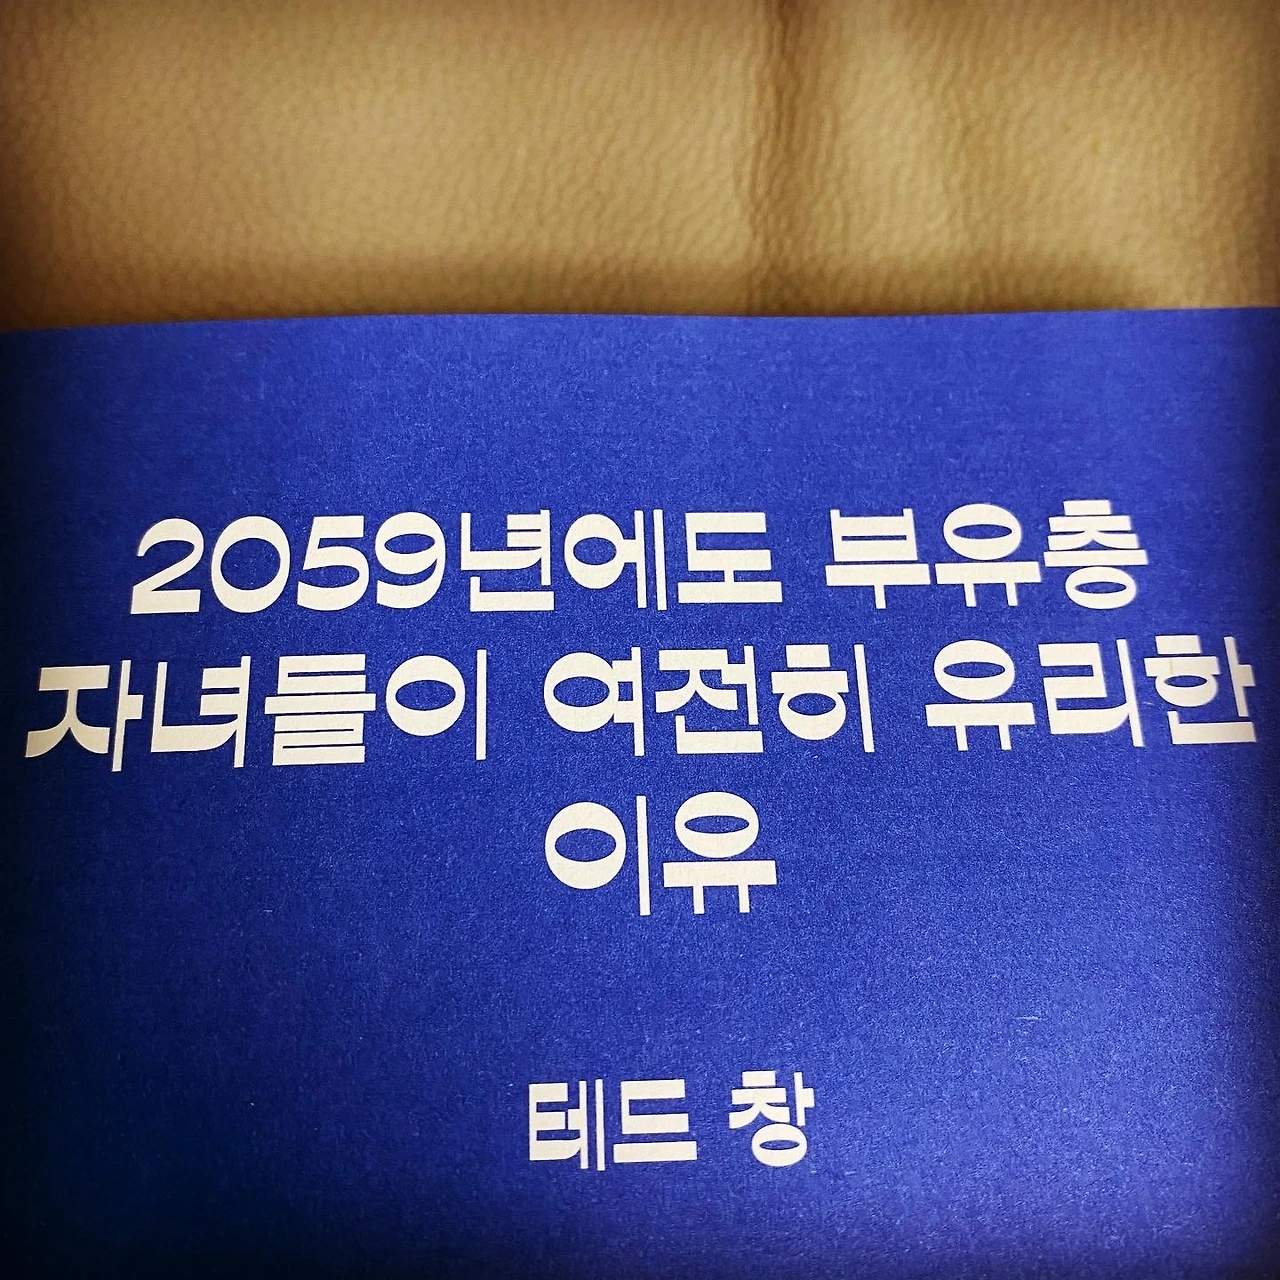 2059년에도 부유층
자녀들이 여전히 유리한
이유
테드 창